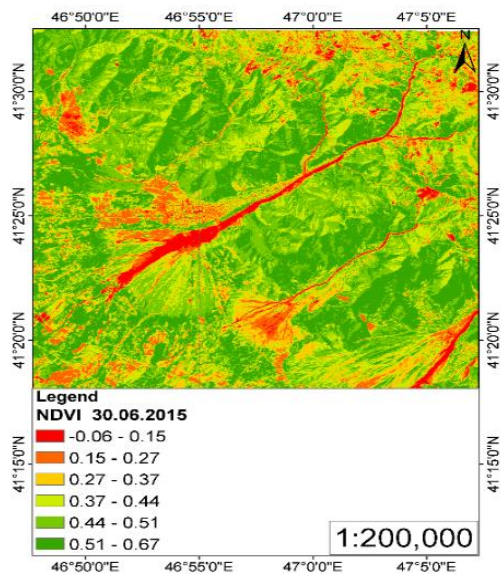 46°50'0"E 46°55'0"E 47°0'0"E 47°5'0"E
N
41°30'0"N 41°30'0"N
41°25'0"N 41°25'0"N
41°20'0"N 41°20'0"N
41°15'0"N 41°15'0"N
Legend
NDVI 30.06.2015
-0.06 - 0.15
0.15 - 0.27
0.27 - 0.37
0.37 - 0.44
0.44 - 0.51
0.51 - 0.67
1:200,000
46°50'0"E 46°55'0"E 47°0'0"E 47°5'0"E